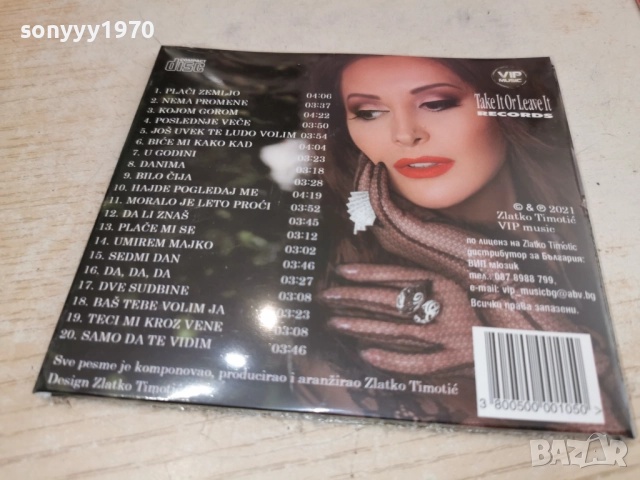 sonyyy1970
COMPACT
disc
VIP
MUSIC
Take It Or Leave It
RECORDS
1. PLAČI ZEMLJO 04:06
2. NEMA PROMENE 03:37
3. KOJOM GOROM 04:22
4. POSLEDNJE VEČE 03:50
5. JOŠ UVEK TE LUDO VOLIM 03:54
6. BIĆE MI KAKO KAD 04:04
7. U GODINI 03:23
8. DANIMA 03:18
9. BILO ČIJA 03:28
10. HAJDE POGLEDAJ ME 04:19
11. MORALO JE LETO PROĆI 03:52
12. DA LI ZNAŠ 03:45
13. PLAČE MI SE 03:12
14. UMIREM MAJKO 03:02
15. SEDMI DAN 03:46
16. DA, DA, DA 03:27
17. DVE SUDBINE 03:08
18. BAŠ TEBE VOLIM JA 03:23
19. TECI MI KROZ VENE 03:08
20. SAMO DA TE VIDIM 03:46
© & ℗ 2021
Zlatko Timotić
VIP music
по лиценз на Zlatko Timotic
дистрибутор за България:
ВИП мюзик
тел.: 087 8988 799,
e-mail: vip_musicbg@abv.bg
Всички права запазени.
Sve pesme je komponovao, producirao i aranžirao Zlatko Timotić
Design Zlatko Timotić
3 800500 001050 >
BAZAR